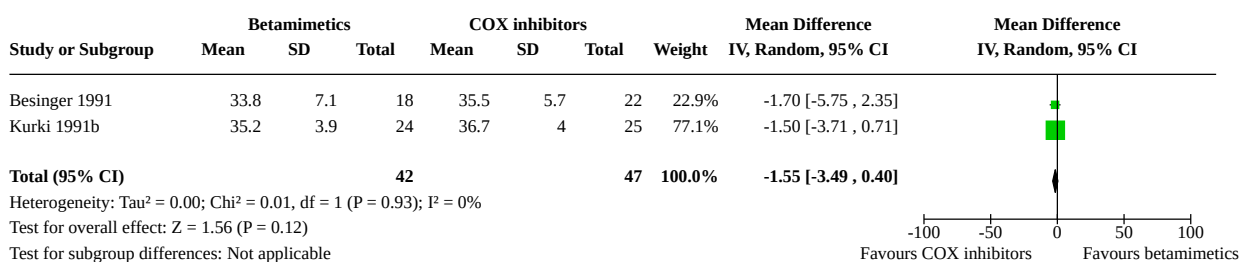 Betamimetics COX inhibitors Mean Difference Mean Difference
Study or Subgroup Mean SD Total Mean SD Total Weight IV, Random, 95% CI IV, Random, 95% CI
Besinger 1991 33.8 7.1 18 35.5 5.7 22 22.9% -1.70 [-5.75 , 2.35]
Kurki 1991b 35.2 3.9 24 36.7 4 25 77.1% -1.50 [-3.71 , 0.71]
Total (95% CI) 42 47 100.0% -1.55 [-3.49 , 0.40]
Heterogeneity: Tau² = 0.00; Chi² = 0.01, df = 1 (P = 0.93); I² = 0%
Test for overall effect: Z = 1.56 (P = 0.12)
-100 -50 0 50 100
Test for subgroup differences: Not applicable Favours COX inhibitors Favours betamimetics